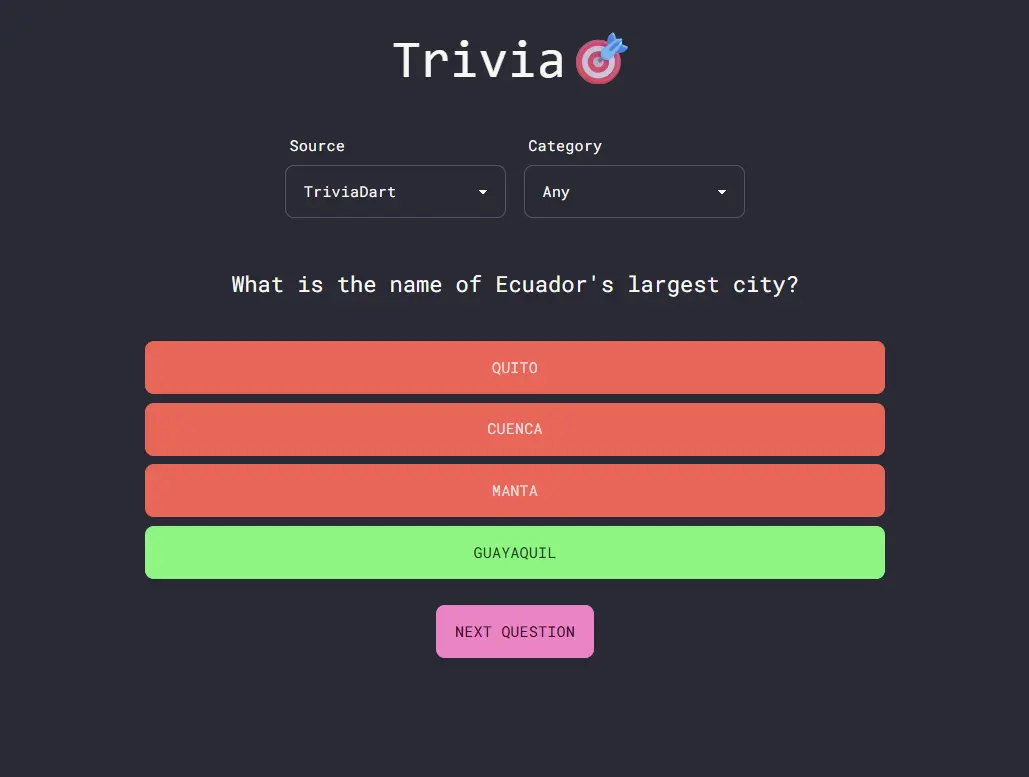 Trivia
Source Category
TriviaDart Any
What is the name of Ecuador's largest city?
QUITO
CUENCA
MANTA
GUAYAQUIL
NEXT QUESTION